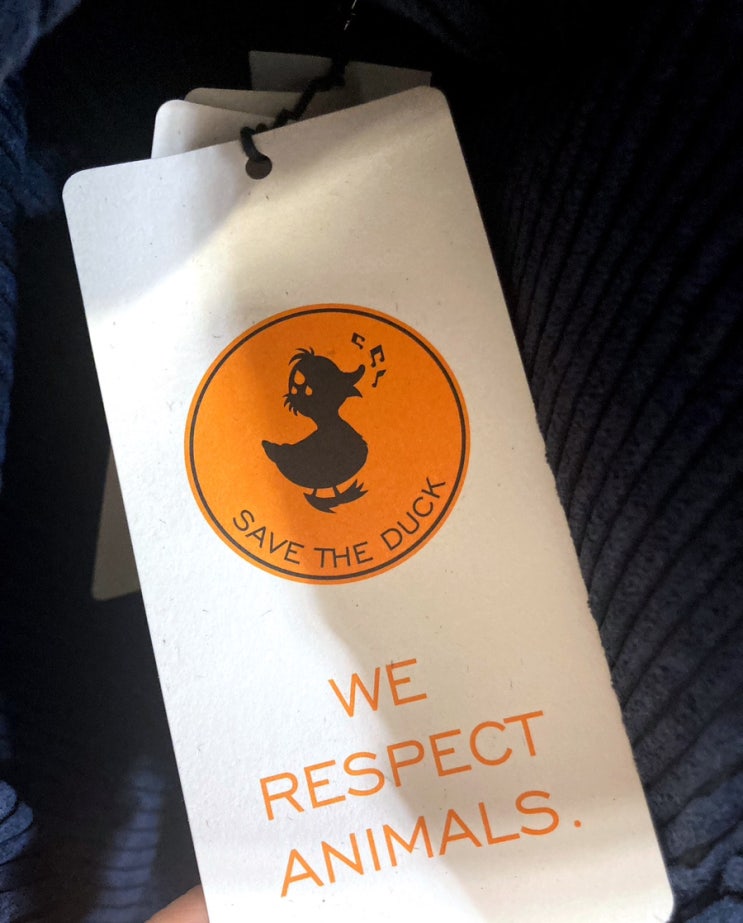 SAVE THE DUCK
WE
RESPECT
ANIMALS.